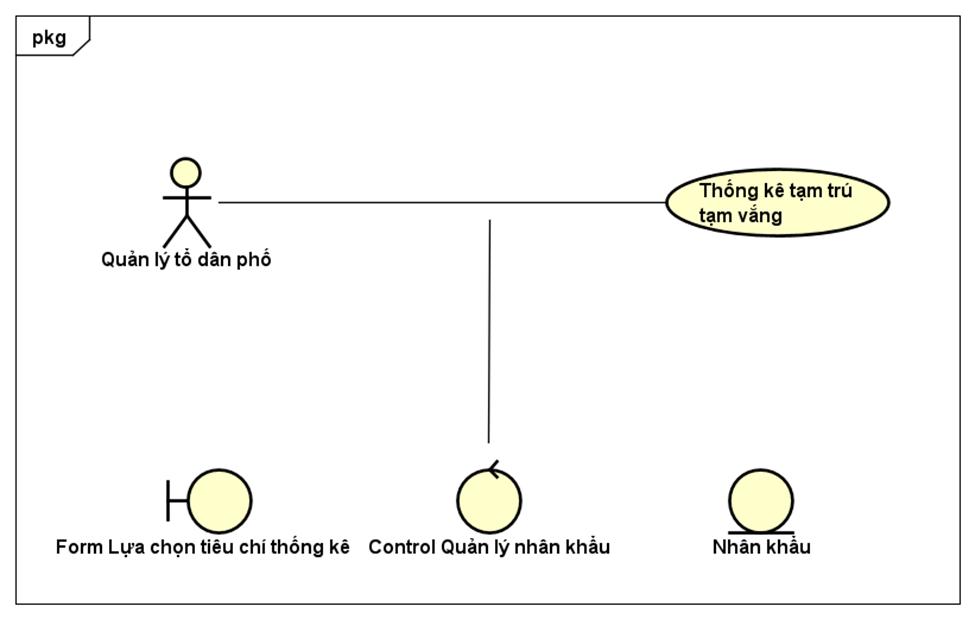 pkg
Thống kê tạm trú
tạm vắng
Quản lý tổ dân phố
Form Lựa chọn tiêu chí thống kê
Control Quản lý nhân khẩu
Nhân khẩu